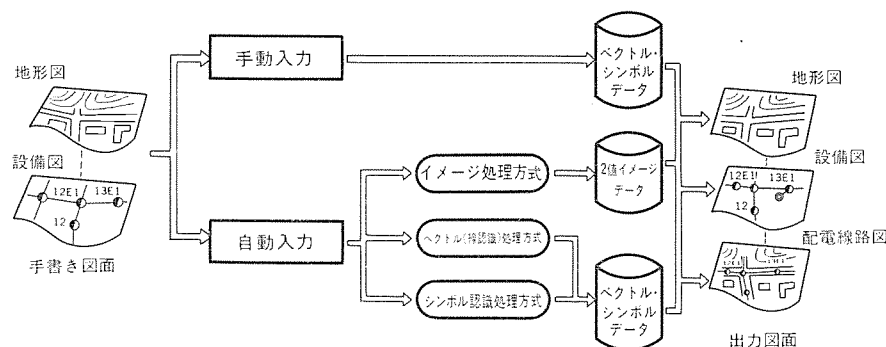 地形図
設備図
12E1
13E1
12
手書き図面
手動入力
自動入力
イメージ処理方式
ベクトル(線認識)処理方式
シンボル認識処理方式
ベクトル・
シンボル
データ
2値イメージ
データ
ベクトル・
シンボル
データ
地形図
設備図
12E1
13E1
12
配電線路図
出力図面